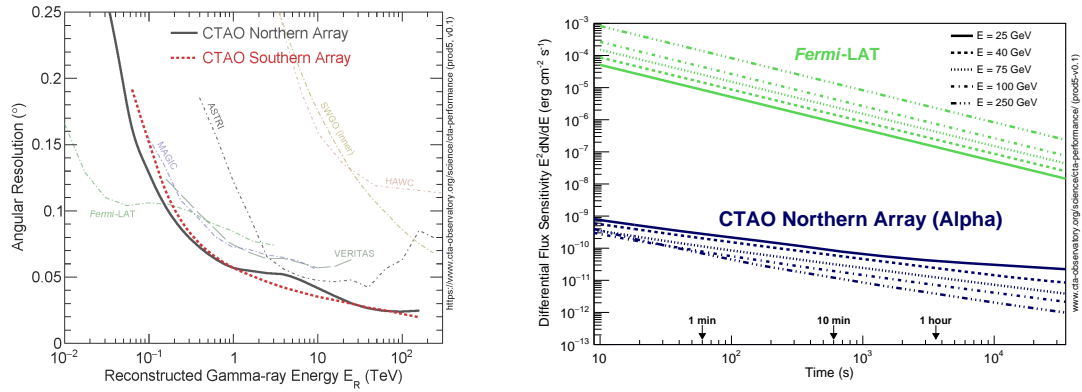 0.25
0.2
0.15
0.1
0.05
0
Angular Resolution (°)
CTAO Northern Array
CTAO Southern Array
ASTRI
MAGIC
SWGO (inner)
HAWC
Fermi-LAT
VERITAS
10⁻² 10⁻¹ 1 10 10²
Reconstructed Gamma-ray Energy E_R (TeV)
https://www.cta-observatory.org/science/cta-performance (prod5, v0.1)
10⁻³
10⁻⁴
10⁻⁵
10⁻⁶
10⁻⁷
10⁻⁸
10⁻⁹
10⁻¹⁰
10⁻¹¹
10⁻¹²
10⁻¹³
Differential Flux Sensitivity E²dN/dE (erg cm⁻² s⁻¹)
Fermi-LAT
E = 25 GeV
E = 40 GeV
E = 75 GeV
E = 100 GeV
E = 250 GeV
CTAO Northern Array (Alpha)
1 min 10 min 1 hour
10 10² 10³ 10⁴
Time (s)
www.cta-observatory.org/science/cta-performance/ (prod5-v0.1)